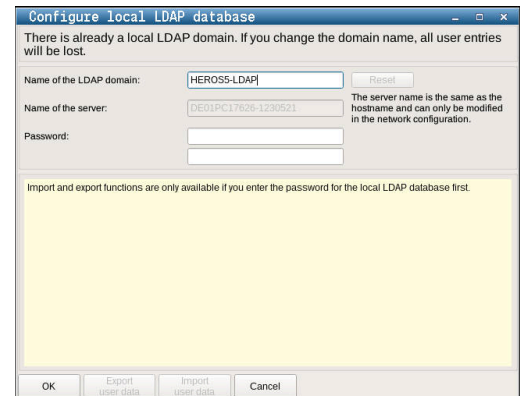 Configure local LDAP database
There is already a local LDAP domain. If you change the domain name, all user entries
will be lost.
Name of the LDAP domain:
HEROS5-LDAP
Reset
Name of the server:
DE01PC17626-1230521
The server name is the same as the
hostname and can only be modified
in the network configuration.
Password:
Import and export functions are only available if you enter the password for the local LDAP database first.
OK
Export
user data
Import
user data
Cancel